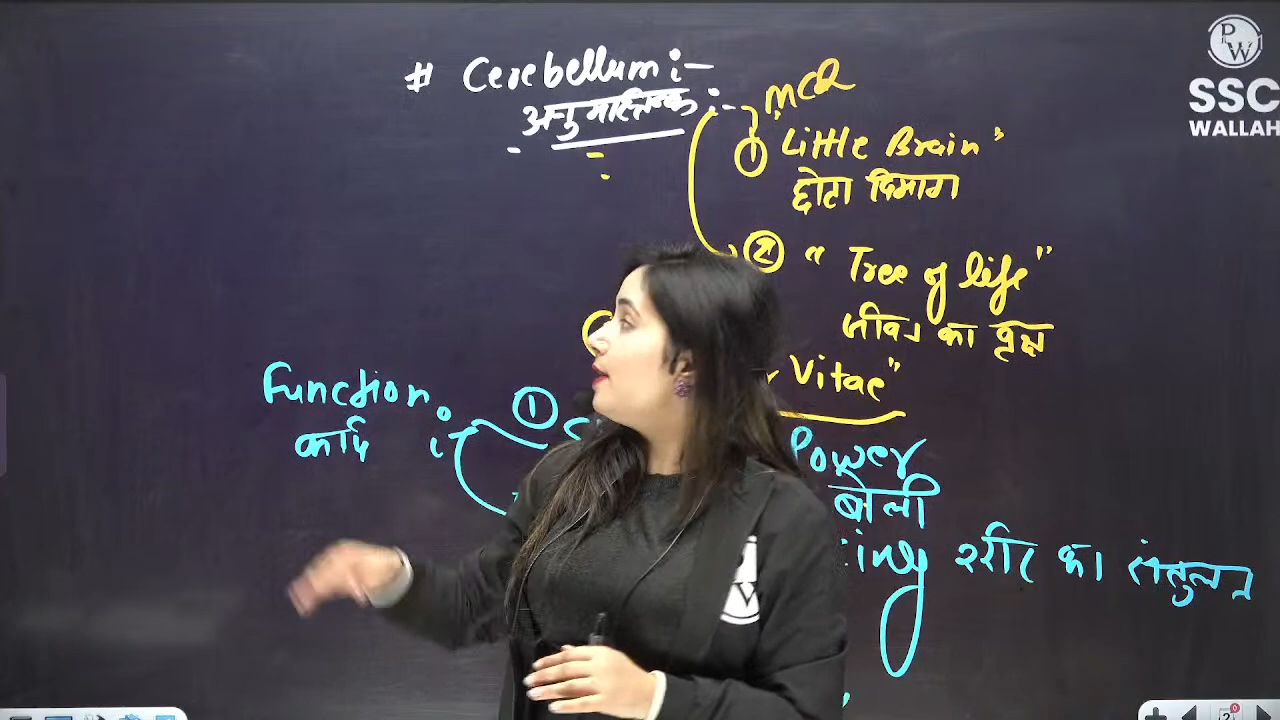 # Cerebellum :-
अनुमस्तिष्क :-
MCQ
① "Little Brain"
छोटा दिमाग
② "Tree of life"
जीवन का वृक्ष
Vitae"
Function :
कार्य
①
Power
बोली
शरीर का संतुलन
PW
SSC
WALLAH